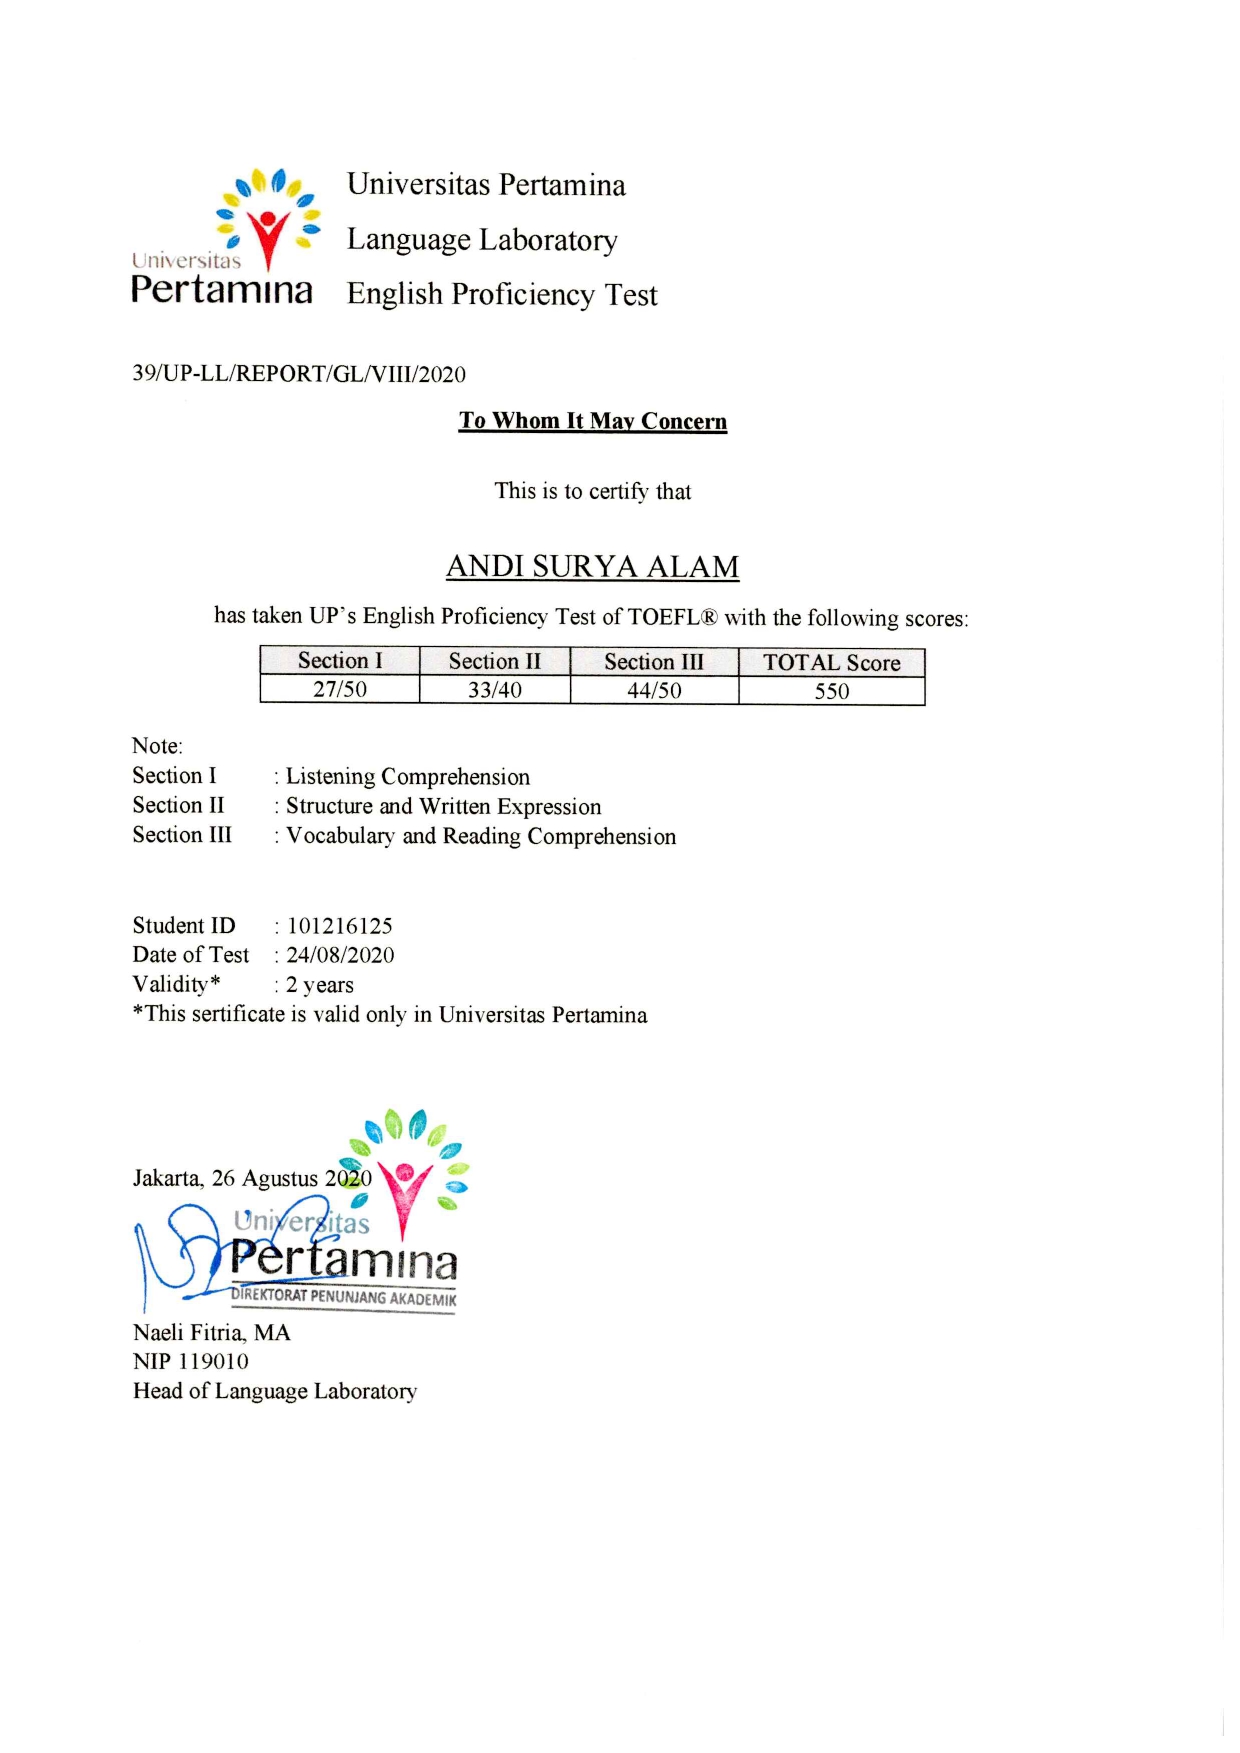 Universitas
Pertamina
Universitas Pertamina
Language Laboratory
English Proficiency Test
39/UP-LL/REPORT/GL/VIII/2020
To Whom It May Concern
This is to certify that
ANDI SURYA ALAM
has taken UP's English Proficiency Test of TOEFL® with the following scores:
Section I Section II Section III TOTAL Score
27/50 33/40 44/50 550
Note:
Section I : Listening Comprehension
Section II : Structure and Written Expression
Section III : Vocabulary and Reading Comprehension
Student ID : 101216125
Date of Test : 24/08/2020
Validity* : 2 years
*This sertificate is valid only in Universitas Pertamina
Jakarta, 26 Agustus 2020
Universitas
Pertamina
DIREKTORAT PENUNJANG AKADEMIK
Naeli Fitria, MA
NIP 119010
Head of Language Laboratory